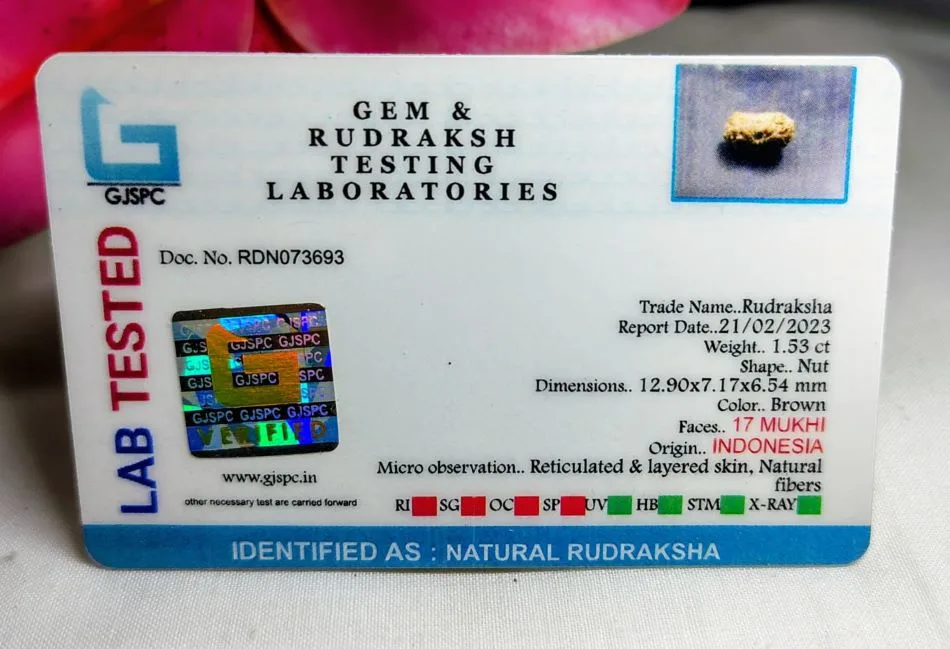 GEM &
RUDRAKSH
TESTING
LABORATORIES
GJSPC
LAB TESTED
Doc. No. RDN073693
Trade Name..Rudraksha
Report Date..21/02/2023
Weight.. 1.53 ct
Shape.. Nut
Dimensions.. 12.90x7.17x6.54 mm
Color.. Brown
Faces.. 17 MUKHI
Origin.. INDONESIA
Micro observation.. Reticulated & layered skin, Natural
fibers
RI SG OC SP UV HB STM X-RAY
GJSPC GJSPC
GJSPC
GJSPC GJSPC GJSPC
VERIFIED
www.gjspc.in
other necessary test are carried forward
IDENTIFIED AS : NATURAL RUDRAKSHA